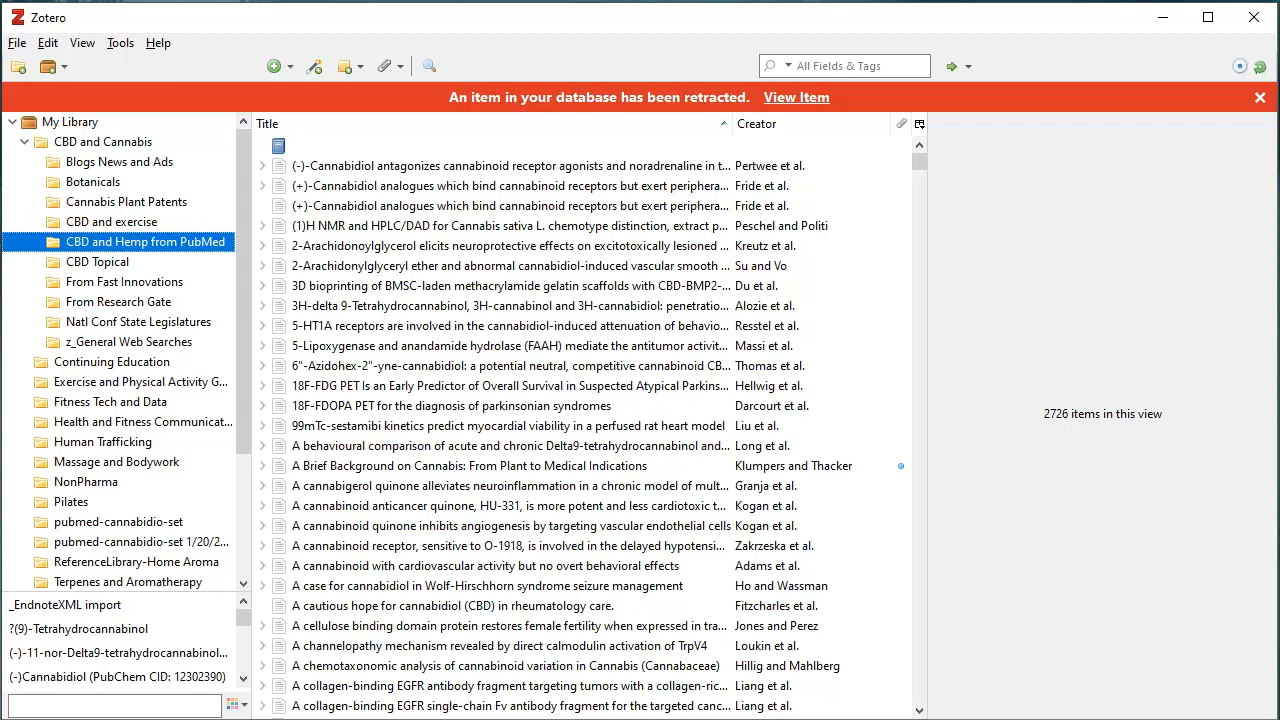 Zotero
File Edit View Tools Help
All Fields & Tags
An item in your database has been retracted. View Item
My Library
CBD and Cannabis
Blogs News and Ads
Botanicals
Cannabis Plant Patents
CBD and exercise
CBD and Hemp from PubMed
CBD Topical
From Fast Innovations
From Research Gate
Natl Conf State Legislatures
z_General Web Searches
Continuing Education
Exercise and Physical Activity G...
Fitness Tech and Data
Health and Fitness Communicat...
Human Trafficking
Massage and Bodywork
NonPharma
Pilates
pubmed-cannabidio-set
pubmed-cannabidio-set 1/20/2...
ReferenceLibrary-Home Aroma
Terpenes and Aromatherapy
_EndnoteXML import
?(9)-Tetrahydrocannabinol
(-)-11-nor-Delta9-tetrahydrocannabinol...
(-)Cannabidiol (PubChem CID: 12302390)
Title Creator
(-)-Cannabidiol antagonizes cannabinoid receptor agonists and noradrenaline in t... Pertwee et al.
(+)-Cannabidiol analogues which bind cannabinoid receptors but exert periphera... Fride et al.
(+)-Cannabidiol analogues which bind cannabinoid receptors but exert periphera... Fride et al.
(1)H NMR and HPLC/DAD for Cannabis sativa L. chemotype distinction, extract p... Peschel and Politi
2-Arachidonoylglycerol elicits neuroprotective effects on excitotoxically lesioned ... Kreutz et al.
2-Arachidonylglyceryl ether and abnormal cannabidiol-induced vascular smooth ... Su and Vo
3D bioprinting of BMSC-laden methacrylamide gelatin scaffolds with CBD-BMP2-... Du et al.
3H-delta 9-Tetrahydrocannabinol, 3H-cannabinol and 3H-cannabidiol: penetratio... Alozie et al.
5-HT1A receptors are involved in the cannabidiol-induced attenuation of behavio... Resstel et al.
5-Lipoxygenase and anandamide hydrolase (FAAH) mediate the antitumor activit... Massi et al.
6"-Azidohex-2"-yne-cannabidiol: a potential neutral, competitive cannabinoid CB... Thomas et al.
18F-FDG PET Is an Early Predictor of Overall Survival in Suspected Atypical Parkins... Hellwig et al.
18F-FDOPA PET for the diagnosis of parkinsonian syndromes Darcourt et al.
99mTc-sestamibi kinetics predict myocardial viability in a perfused rat heart model Liu et al.
A behavioural comparison of acute and chronic Delta9-tetrahydrocannabinol and... Long et al.
A Brief Background on Cannabis: From Plant to Medical Indications Klumpers and Thacker
A cannabigerol quinone alleviates neuroinflammation in a chronic model of mult... Granja et al.
A cannabinoid anticancer quinone, HU-331, is more potent and less cardiotoxic t... Kogan et al.
A cannabinoid quinone inhibits angiogenesis by targeting vascular endothelial cells Kogan et al.
A cannabinoid receptor, sensitive to O-1918, is involved in the delayed hypotensi... Zakrzeska et al.
A cannabinoid with cardiovascular activity but no overt behavioral effects Adams et al.
A case for cannabidiol in Wolf-Hirschhorn syndrome seizure management Ho and Wassman
A cautious hope for cannabidiol (CBD) in rheumatology care. Fitzcharles et al.
A cellulose binding domain protein restores female fertility when expressed in tra... Jones and Perez
A channelopathy mechanism revealed by direct calmodulin activation of TrpV4 Loukin et al.
A chemotaxonomic analysis of cannabinoid variation in Cannabis (Cannabaceae) Hillig and Mahlberg
A collagen-binding EGFR antibody fragment targeting tumors with a collagen-ric... Liang et al.
A collagen-binding EGFR single-chain Fv antibody fragment for the targeted canc... Liang et al.
2726 items in this view